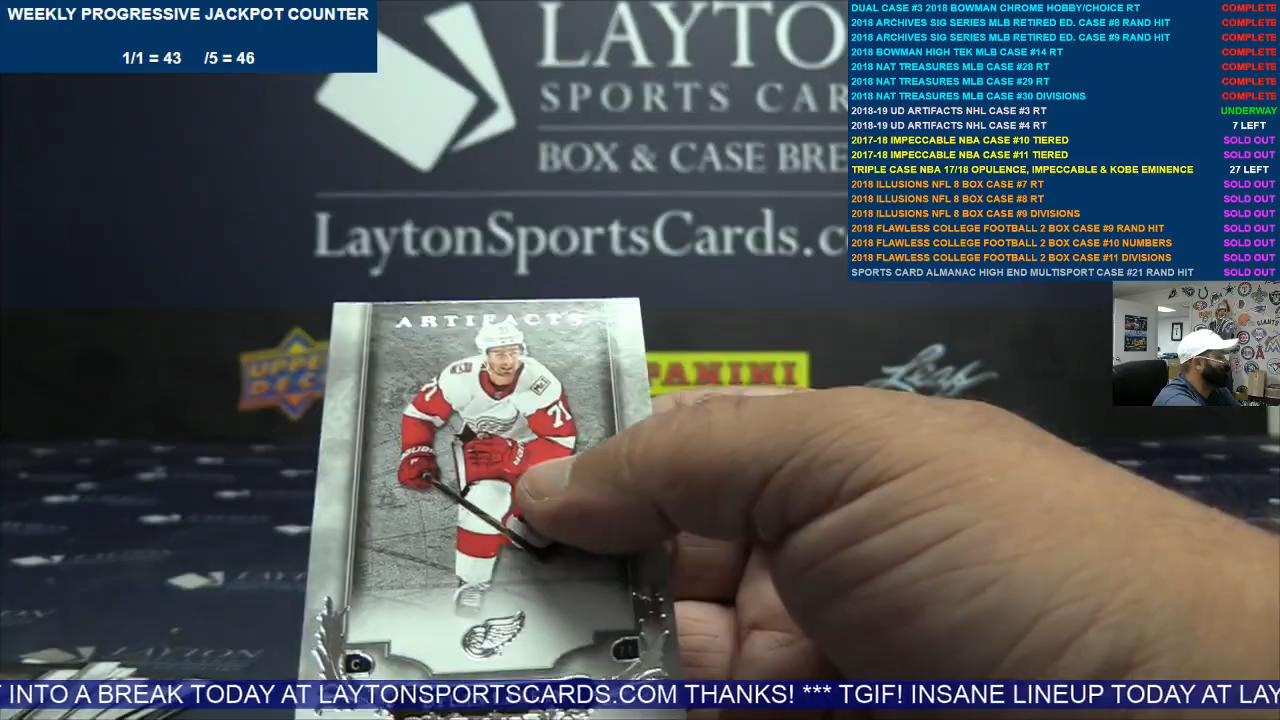 WEEKLY PROGRESSIVE JACKPOT COUNTER
1/1 = 43 /5 = 46
DUAL CASE #3 2018 BOWMAN CHROME HOBBY/CHOICE RT COMPLETE
2018 ARCHIVES SIG SERIES MLB RETIRED ED. CASE #8 RAND HIT COMPLETE
2018 ARCHIVES SIG SERIES MLB RETIRED ED. CASE #9 RAND HIT COMPLETE
2018 BOWMAN HIGH TEK MLB CASE #14 RT COMPLETE
2018 NAT TREASURES MLB CASE #28 RT COMPLETE
2018 NAT TREASURES MLB CASE #29 RT COMPLETE
2018 NAT TREASURES MLB CASE #30 DIVISIONS COMPLETE
2018-19 UD ARTIFACTS NHL CASE #3 RT UNDERWAY
2018-19 UD ARTIFACTS NHL CASE #4 RT 7 LEFT
2017-18 IMPECCABLE NBA CASE #10 TIERED SOLD OUT
2017-18 IMPECCABLE NBA CASE #11 TIERED SOLD OUT
TRIPLE CASE NBA 17/18 OPULENCE, IMPECCABLE & KOBE EMINENCE 27 LEFT
2018 ILLUSIONS NFL 8 BOX CASE #7 RT SOLD OUT
2018 ILLUSIONS NFL 8 BOX CASE #8 RT SOLD OUT
2018 ILLUSIONS NFL 8 BOX CASE #9 DIVISIONS SOLD OUT
2018 FLAWLESS COLLEGE FOOTBALL 2 BOX CASE #9 RAND HIT SOLD OUT
2018 FLAWLESS COLLEGE FOOTBALL 2 BOX CASE #10 NUMBERS SOLD OUT
2018 FLAWLESS COLLEGE FOOTBALL 2 BOX CASE #11 DIVISIONS SOLD OUT
SPORTS CARD ALMANAC HIGH END MULTISPORT CASE #21 RAND HIT SOLD OUT
LAYTO
SPORTS CAR
BOX & CASE BRE
LaytonSportsCards.c
UPPER DECK
PANINI
Leaf
ARTIFACTS
71
71
C
INTO A BREAK TODAY AT LAYTONSPORTSCARDS.COM THANKS! *** TGIF! INSANE LINEUP TODAY AT LAY